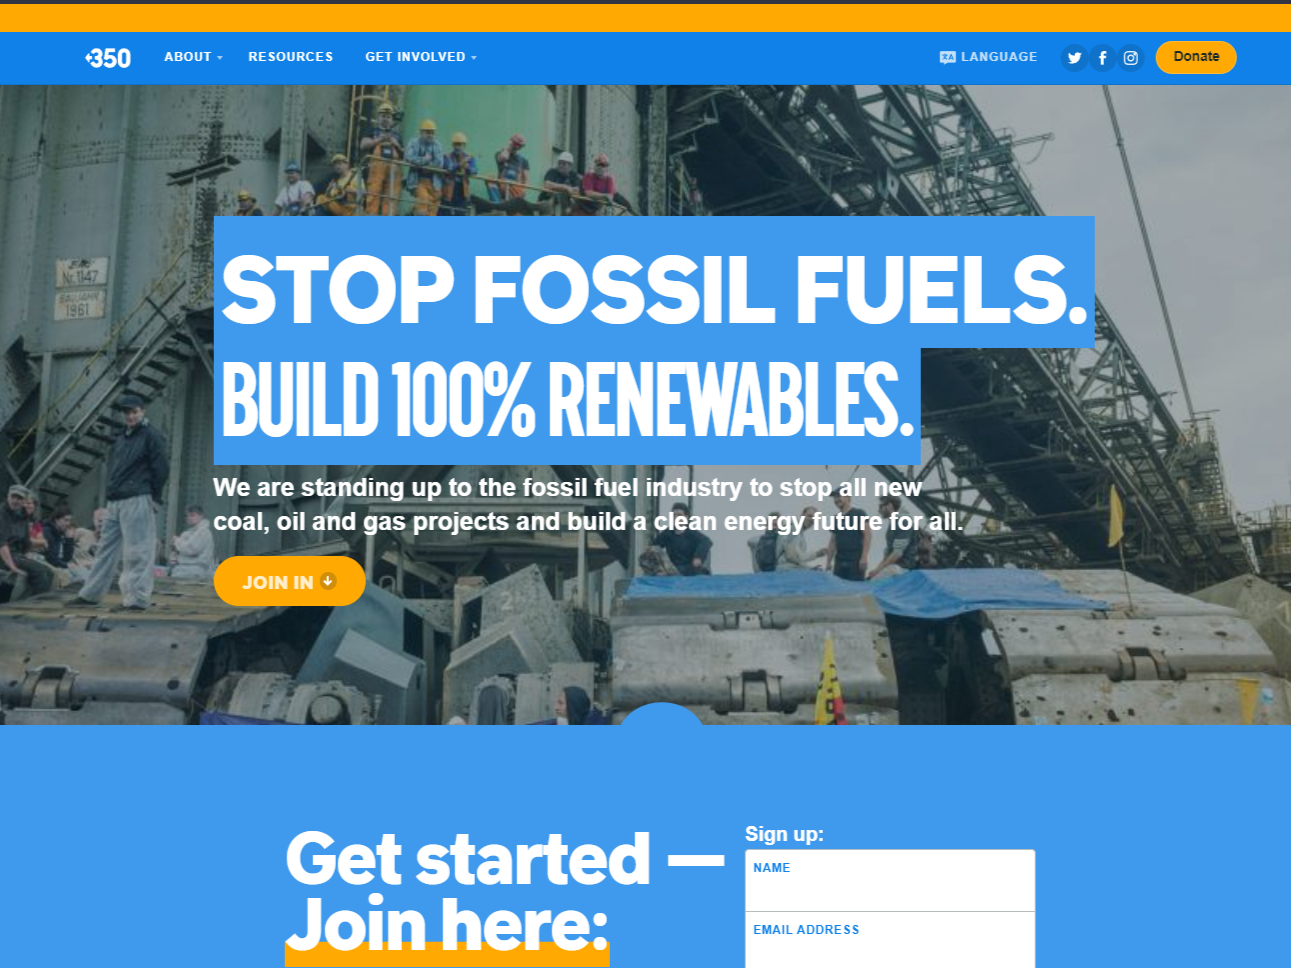 350
ABOUT
RESOURCES
GET INVOLVED
LANGUAGE
Donate
Nr. 1147
BAUJAHR
1961
STOP FOSSIL FUELS.
BUILD 100% RENEWABLES.
We are standing up to the fossil fuel industry to stop all new
coal, oil and gas projects and build a clean energy future for all.
JOIN IN
2
Get started —
Join here:
Sign up:
NAME
EMAIL ADDRESS